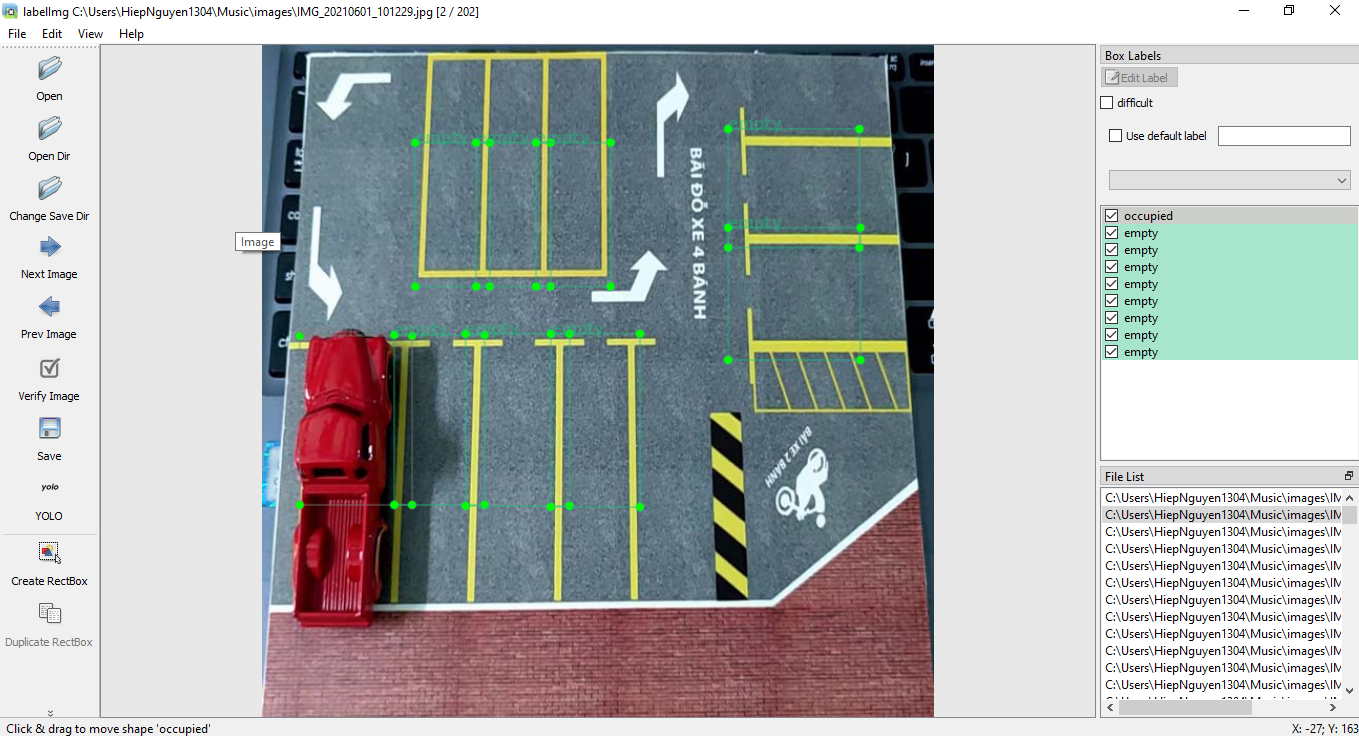 labelImg C:\Users\HiepNguyen1304\Music\images\IMG_20210601_101229.jpg [2 / 202]
File Edit View Help
Open
Open Dir
Change Save Dir
Next Image
Prev Image
Verify Image
Save
yolo
YOLO
Create RectBox
Duplicate RectBox
Image
empty
empty
empty
empty
empty
empty
empty
empty
BÃI ĐỖ XE 4 BÁNH
BÃI XE 2 BÁNH
Box Labels
Edit Label
difficult
Use default label
occupied
empty
empty
empty
empty
empty
empty
empty
empty
File List
C:\Users\HiepNguyen1304\Music\images\IM
C:\Users\HiepNguyen1304\Music\images\IM
C:\Users\HiepNguyen1304\Music\images\IM
C:\Users\HiepNguyen1304\Music\images\IM
C:\Users\HiepNguyen1304\Music\images\IM
C:\Users\HiepNguyen1304\Music\images\IM
C:\Users\HiepNguyen1304\Music\images\IM
C:\Users\HiepNguyen1304\Music\images\IM
C:\Users\HiepNguyen1304\Music\images\IM
C:\Users\HiepNguyen1304\Music\images\IM
C:\Users\HiepNguyen1304\Music\images\IM
C:\Users\HiepNguyen1304\Music\images\IM
Click & drag to move shape 'occupied'
X: -27; Y: 163